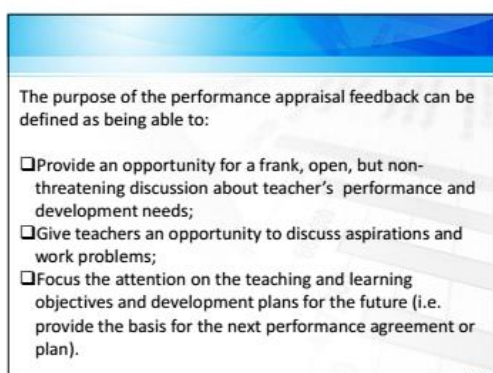 The purpose of the performance appraisal feedback can be
defined as being able to:
❑Provide an opportunity for a frank, open, but non-
threatening discussion about teacher's  performance and
development needs;
❑Give teachers an opportunity to discuss aspirations and
work problems;
❑Focus the attention on the teaching and learning
objectives and development plans for the future (i.e.
provide the basis for the next performance agreement or
plan).